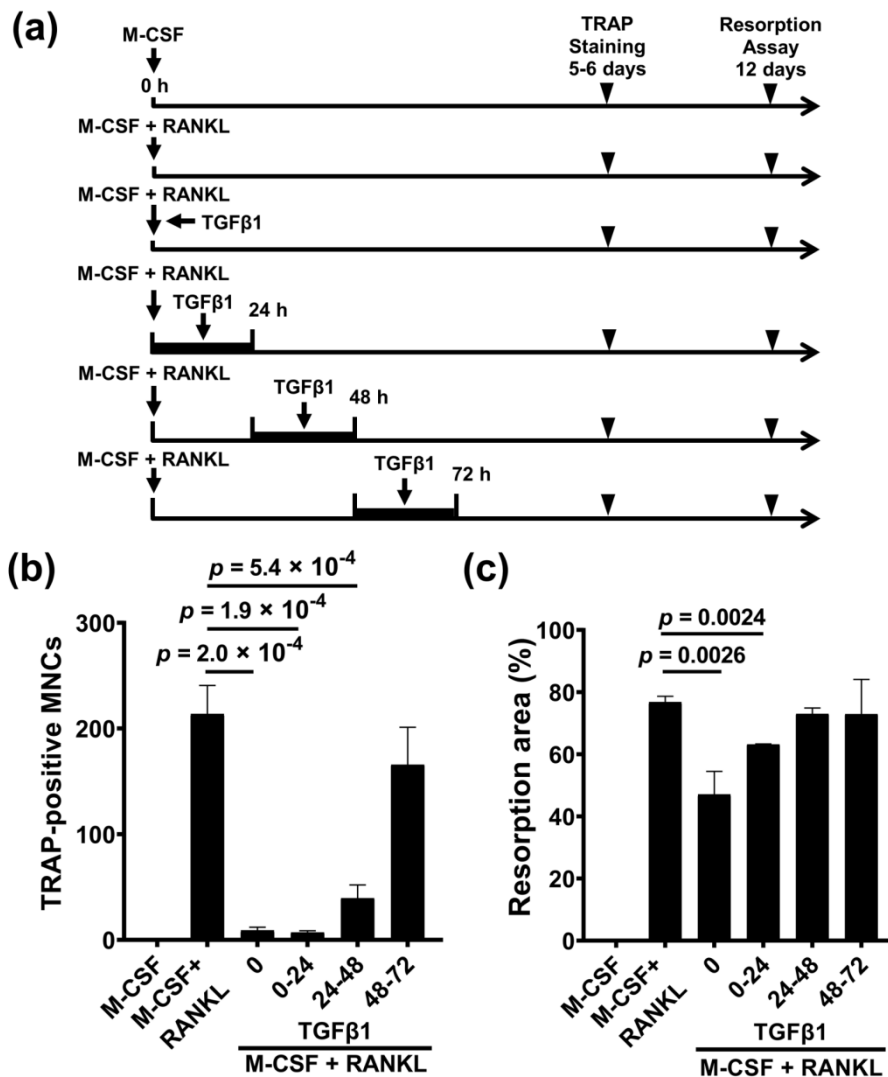 (a)
M-CSF
0 h
TRAP
Staining
5-6 days
Resorption
Assay
12 days
M-CSF + RANKL
M-CSF + RANKL
TGFβ1
M-CSF + RANKL
TGFβ1
24 h
M-CSF + RANKL
TGFβ1
48 h
M-CSF + RANKL
TGFβ1
72 h
(b)
p = 5.4 × 10-4
p = 1.9 × 10-4
p = 2.0 × 10-4
TRAP-positive MNCs
300
200
100
0
M-CSF
M-CSF+
RANKL
0
0-24
24-48
48-72
TGFβ1
M-CSF + RANKL
(c)
p = 0.0024
p = 0.0026
Resorption area (%)
100
80
60
40
20
0
M-CSF
M-CSF+
RANKL
0
0-24
24-48
48-72
TGFβ1
M-CSF + RANKL